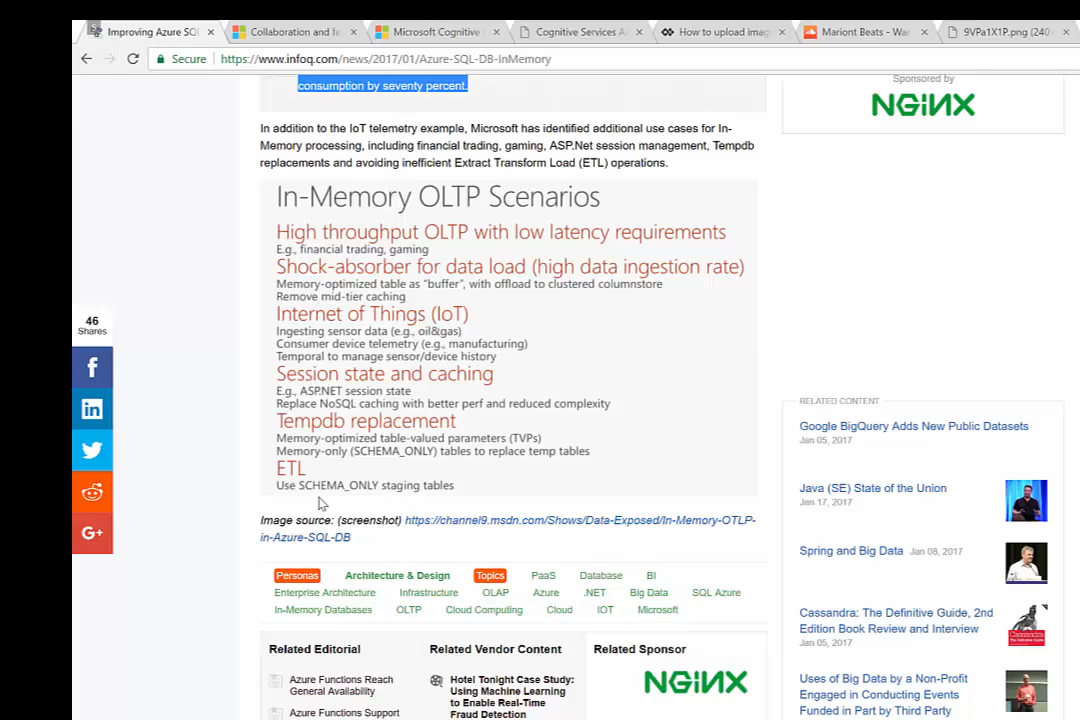 Improving Azure SQ
Collaboration and fe
Microsoft Cognitive
Cognitive Services A
How to upload imag
Mariont Beats - Wa
9VPa1X1P.png (240
Secure
https://www.infoq.com/news/2017/01/Azure-SQL-DB-InMemory
consumption by seventy percent.
Sponsored by
NGINX
In addition to the IoT telemetry example, Microsoft has identified additional use cases for In-
Memory processing, including financial trading, gaming, ASP.Net session management, Tempdb
replacements and avoiding inefficient Extract Transform Load (ETL) operations.
In-Memory OLTP Scenarios
High throughput OLTP with low latency requirements
E.g., financial trading, gaming
Shock-absorber for data load (high data ingestion rate)
Memory-optimized table as "buffer", with offload to clustered columnstore
Remove mid-tier caching
Internet of Things (IoT)
Ingesting sensor data (e.g., oil&gas)
Consumer device telemetry (e.g., manufacturing)
Temporal to manage sensor/device history
Session state and caching
E.g., ASP.NET session state
Replace NoSQL caching with better perf and reduced complexity
Tempdb replacement
Memory-optimized table-valued parameters (TVPs)
Memory-only (SCHEMA_ONLY) tables to replace temp tables
ETL
Use SCHEMA_ONLY staging tables
46
Shares
f
in
G+
Image source: (screenshot) https://channel9.msdn.com/Shows/Data-Exposed/In-Memory-OTLP-
in-Azure-SQL-DB
Personas Architecture & Design Topics PaaS Database BI
Enterprise Architecture Infrastructure OLAP Azure .NET Big Data SQL Azure
In-Memory Databases OLTP Cloud Computing Cloud IOT Microsoft
Related Editorial
Azure Functions Reach
General Availability
Azure Functions Support
Related Vendor Content
Hotel Tonight Case Study:
Using Machine Learning
to Enable Real-Time
Fraud Detection
Related Sponsor
NGINX
RELATED CONTENT
Google BigQuery Adds New Public Datasets
Jan 05, 2017
Java (SE) State of the Union
Jan 17, 2017
Spring and Big Data Jan 08, 2017
Cassandra: The Definitive Guide, 2nd
Edition Book Review and Interview
Jan 05, 2017
Cassandra
Uses of Big Data by a Non-Profit
Engaged in Conducting Events
Funded in Part by Third Party